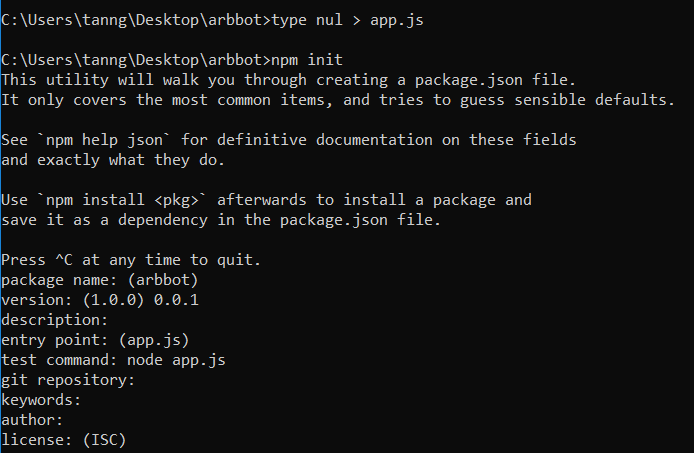 C:\Users\tanng\Desktop\arbbot>type nul > app.js
C:\Users\tanng\Desktop\arbbot>npm init
This utility will walk you through creating a package.json file.
It only covers the most common items, and tries to guess sensible defaults.
See `npm help json` for definitive documentation on these fields
and exactly what they do.
Use `npm install <pkg>` afterwards to install a package and
save it as a dependency in the package.json file.
Press ^C at any time to quit.
package name: (arbbot)
version: (1.0.0) 0.0.1
description:
entry point: (app.js)
test command: node app.js
git repository:
keywords:
author:
license: (ISC)